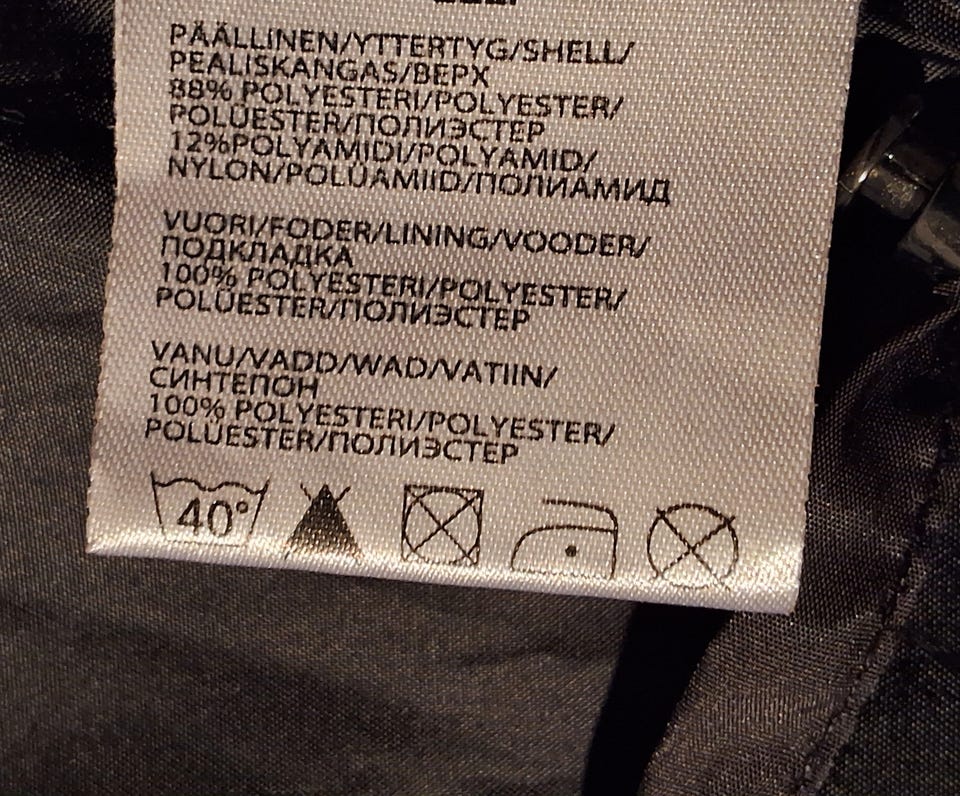 PÄÄLLINEN/YTTERTYG/SHELL/
PEALISKANGAS/ВЕРХ
88% POLYESTERI/POLYESTER/
POLÜESTER/ПОЛИЭСТЕР
12%POLYAMIDI/POLYAMID/
NYLON/POLÜAMIID/ПОЛИАМИД
VUORI/FODER/LINING/VOODER/
ПОДКЛАДКА
100% POLYESTERI/POLYESTER/
POLÜESTER/ПОЛИЭСТЕР
VANU/VADD/WAD/VATIIN/
СИНТЕПОН
100% POLYESTERI/POLYESTER/
POLÜESTER/ПОЛИЭСТЕР
40°